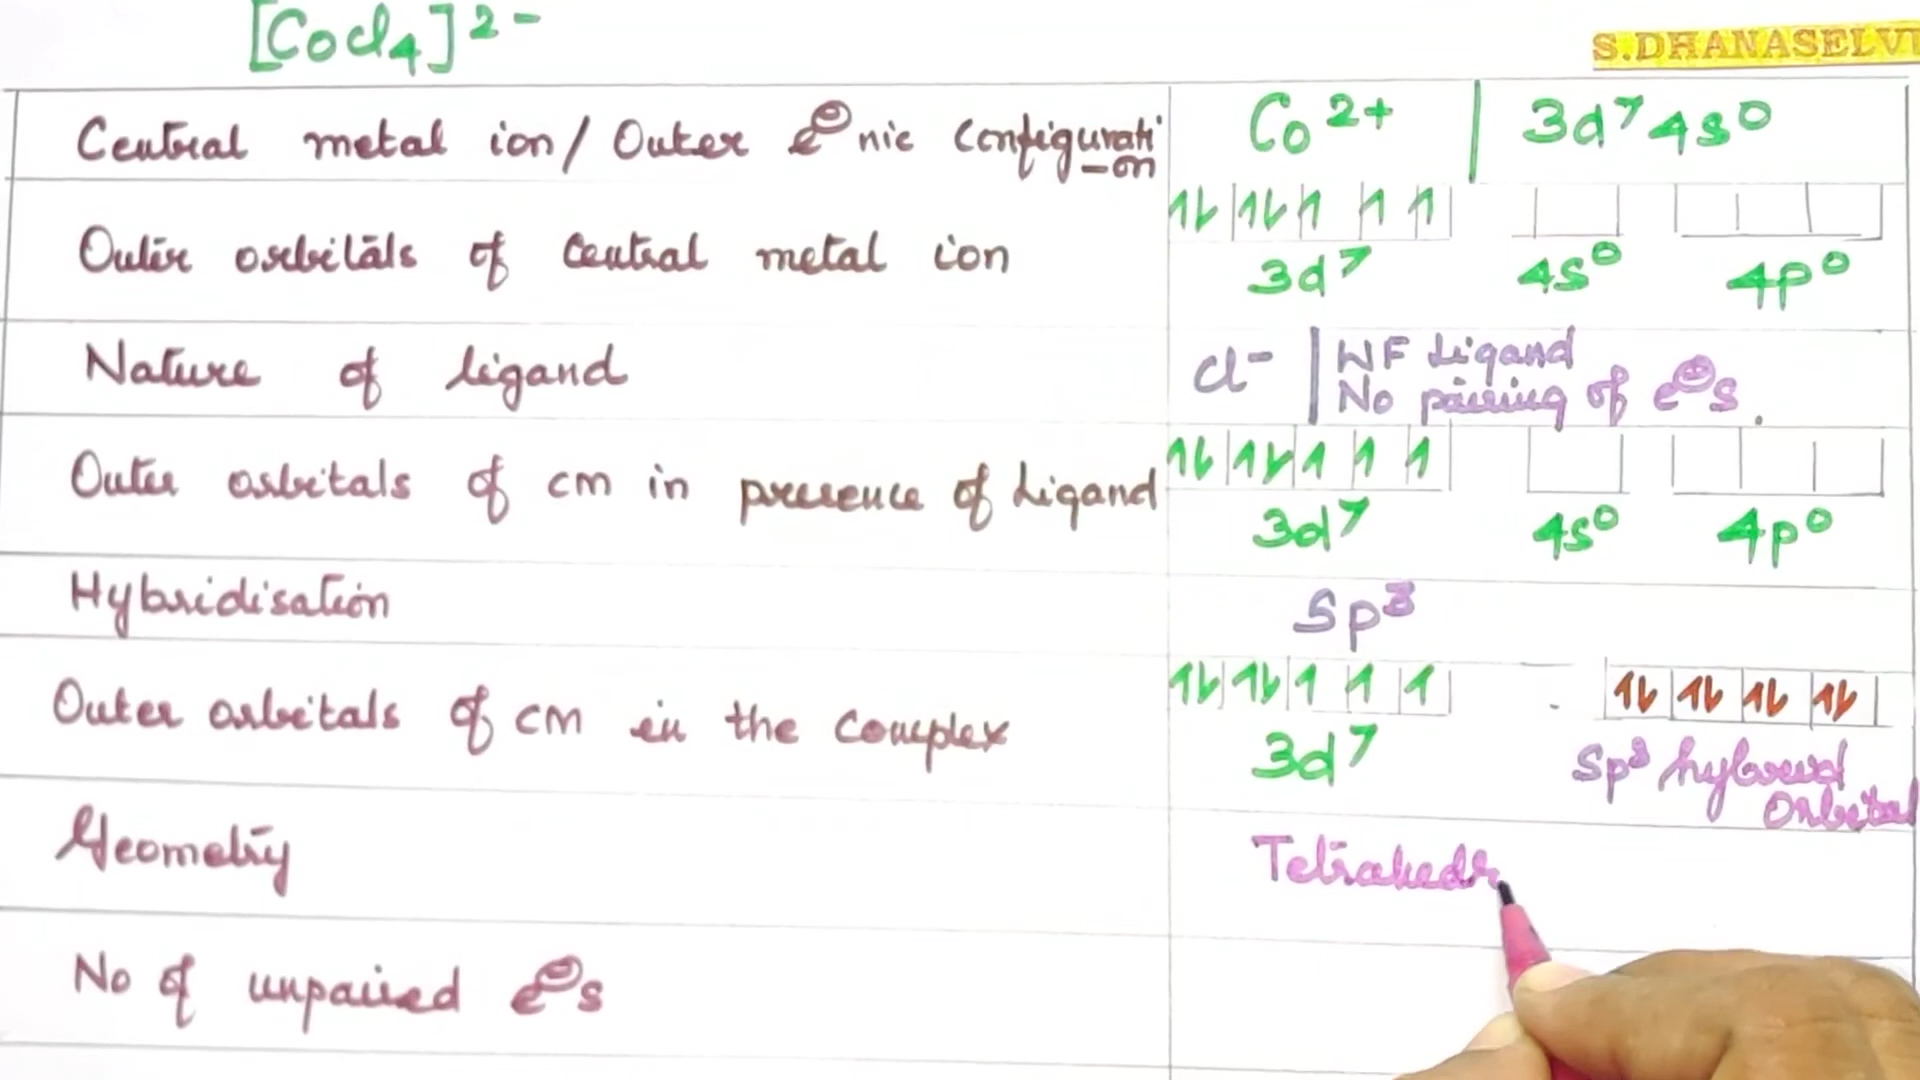 [CoCl4]2-
S.DHANASELVI
Central metal ion / Outer e⊖nic Configurati-on
Co2+ | 3d7 4s0
Outer orbitals of Central metal ion
3d7 4s0 4p0
Nature of ligand
Cl- | WF Ligand
No pairing of e⊖s.
Outer orbitals of CM in presence of Ligand
3d7 4s0 4p0
Hybridisation
Sp3
Outer orbitals of CM in the Complex
3d7
Sp3 hybrid
Orbital
Geometry
Tetrahedr
No of unpaired e⊖s